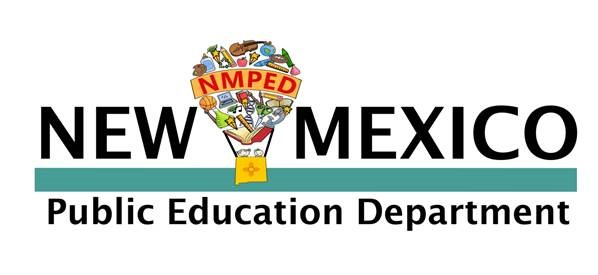 NMPED
NEW MEXICO
Public Education Department